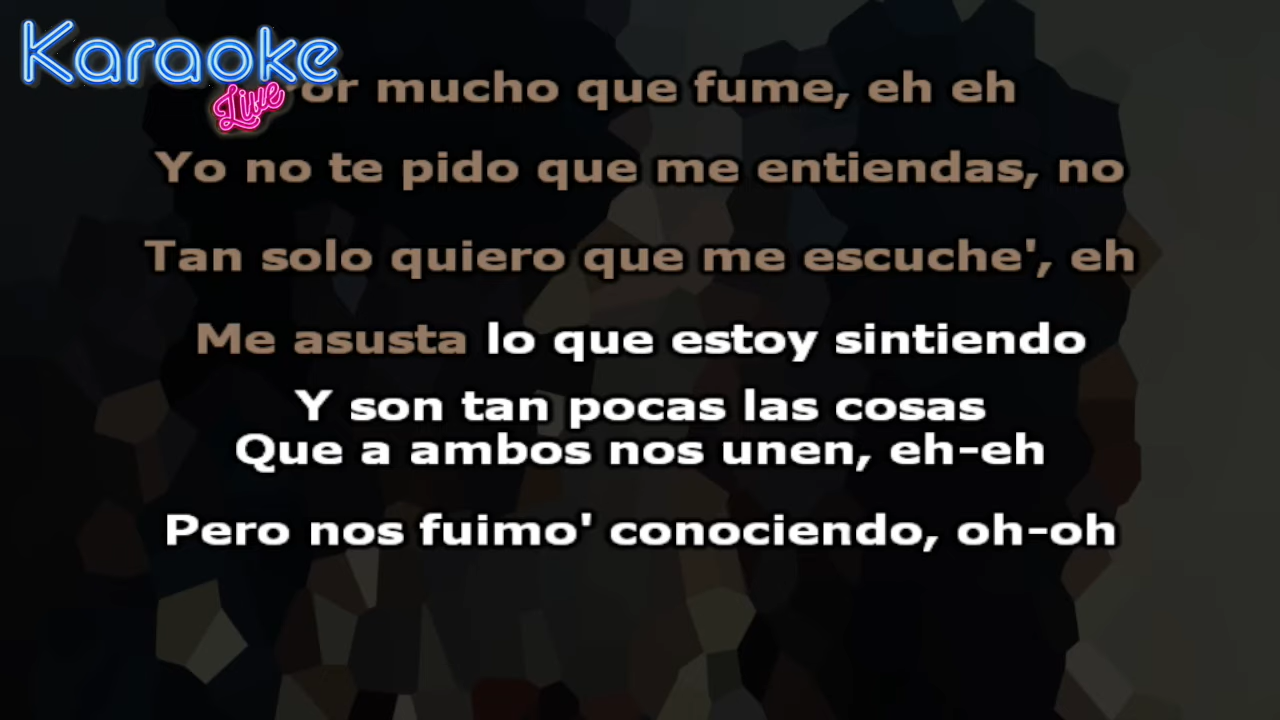 Karaoke
Live
Por mucho que fume, eh eh
Yo no te pido que me entiendas, no
Tan solo quiero que me escuche', eh
Me asusta lo que estoy sintiendo
Y son tan pocas las cosas
Que a ambos nos unen, eh-eh
Pero nos fuimo' conociendo, oh-oh